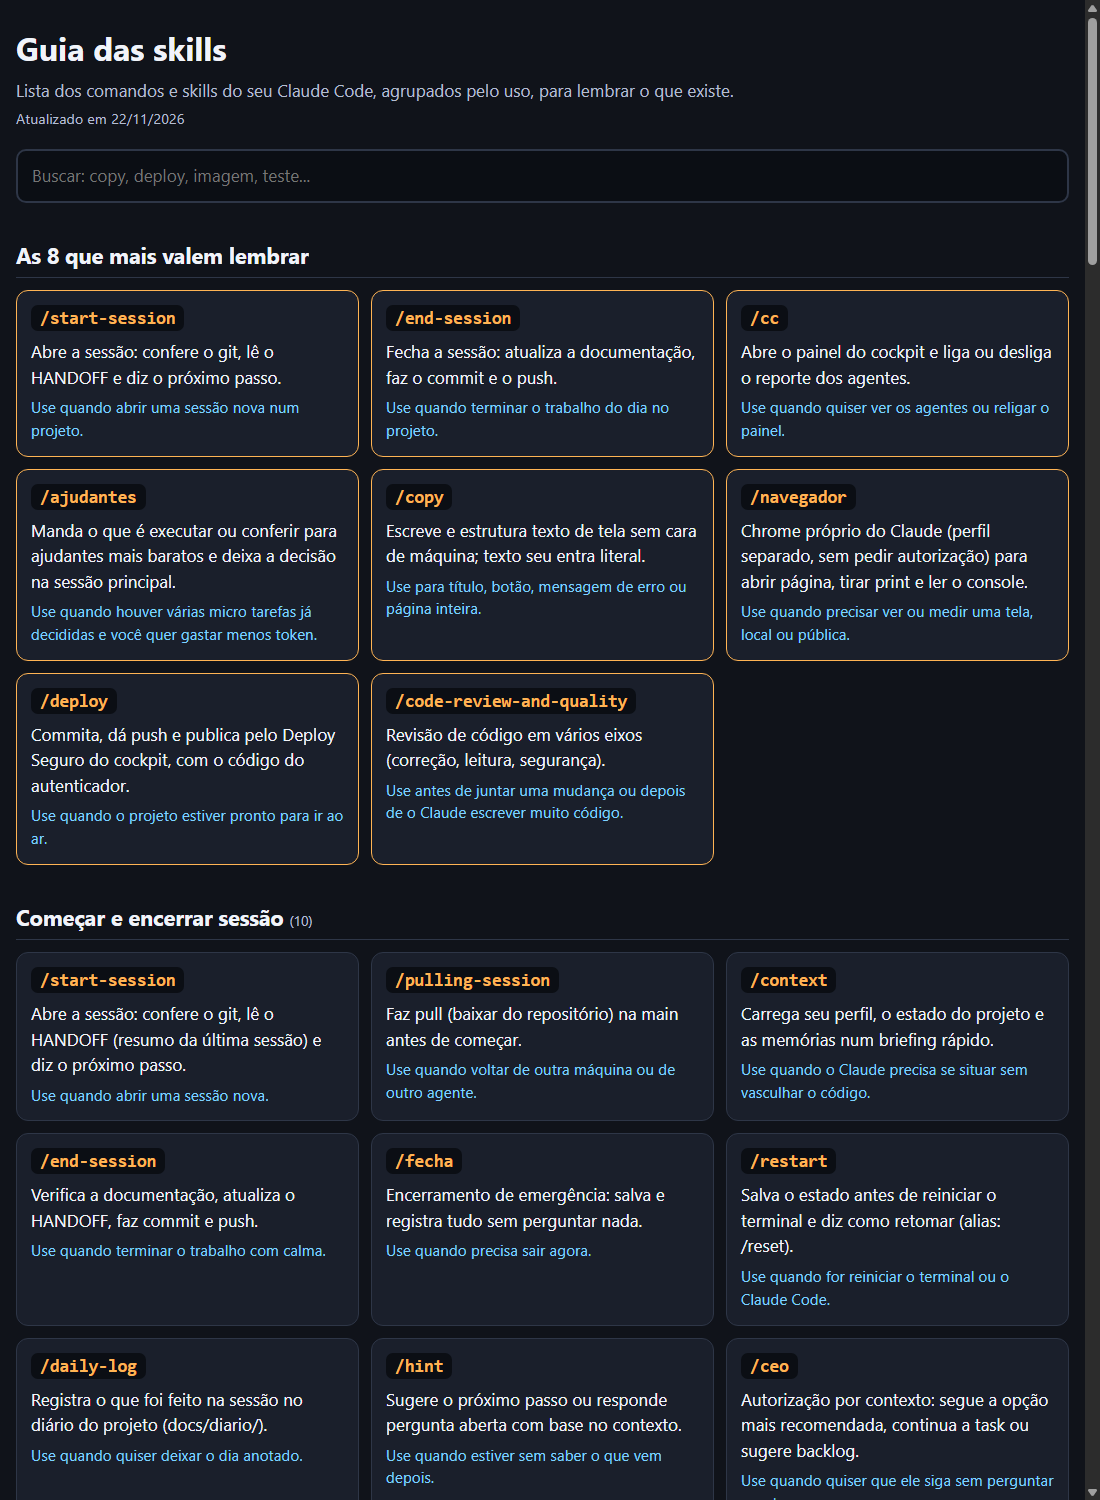 Guia das skills
Lista dos comandos e skills do seu Claude Code, agrupados pelo uso, para lembrar o que existe.
Atualizado em 22/11/2026
Buscar: copy, deploy, imagem, teste...
As 8 que mais valem lembrar
/start-session
Abre a sessão: confere o git, lê o
HANDOFF e diz o próximo passo.
Use quando abrir uma sessão nova num
projeto.
/end-session
Fecha a sessão: atualiza a documentação,
faz o commit e o push.
Use quando terminar o trabalho do dia no
projeto.
/cc
Abre o painel do cockpit e liga ou desliga
o reporte dos agentes.
Use quando quiser ver os agentes ou religar o
painel.
/ajudantes
Manda o que é executar ou conferir para
ajudantes mais baratos e deixa a decisão
na sessão principal.
Use quando houver várias micro tarefas já
decididas e você quer gastar menos token.
/copy
Escreve e estrutura texto de tela sem cara
de máquina; texto seu entra literal.
Use para título, botão, mensagem de erro ou
página inteira.
/navegador
Chrome próprio do Claude (perfil
separado, sem pedir autorização) para
abrir página, tirar print e ler o console.
Use quando precisar ver ou medir uma tela,
local ou pública.
/deploy
Commita, dá push e publica pelo Deploy
Seguro do cockpit, com o código do
autenticador.
Use quando o projeto estiver pronto para ir ao
ar.
/code-review-and-quality
Revisão de código em vários eixos
(correção, leitura, segurança).
Use antes de juntar uma mudança ou depois
de o Claude escrever muito código.
Começar e encerrar sessão (10)
/start-session
Abre a sessão: confere o git, lê o
HANDOFF (resumo da última sessão) e
diz o próximo passo.
Use quando abrir uma sessão nova.
/pulling-session
Faz pull (baixar do repositório) na main
antes de começar.
Use quando voltar de outra máquina ou de
outro agente.
/context
Carrega seu perfil, o estado do projeto e
as memórias num briefing rápido.
Use quando o Claude precisa se situar sem
vasculhar o código.
/end-session
Verifica a documentação, atualiza o
HANDOFF, faz commit e push.
Use quando terminar o trabalho com calma.
/fecha
Encerramento de emergência: salva e
registra tudo sem perguntar nada.
Use quando precisa sair agora.
/restart
Salva o estado antes de reiniciar o
terminal e diz como retomar (alias:
/reset).
Use quando for reiniciar o terminal ou o
Claude Code.
/daily-log
Registra o que foi feito na sessão no
diário do projeto (docs/diario/).
Use quando quiser deixar o dia anotado.
/hint
Sugere o próximo passo ou responde
pergunta aberta com base no contexto.
Use quando estiver sem saber o que vem
depois.
/ceo
Autorização por contexto: segue a opção
mais recomendada, continua a task ou
sugere backlog.
Use quando quiser que ele siga sem perguntar